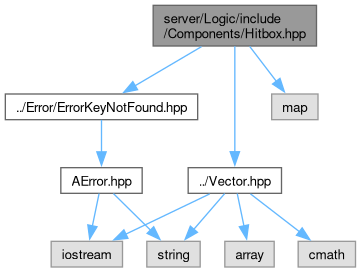 server/Logic/include
/Components/Hitbox.hpp
../Error/ErrorKeyNotFound.hpp
map
AError.hpp
../Vector.hpp
iostream
string
array
cmath